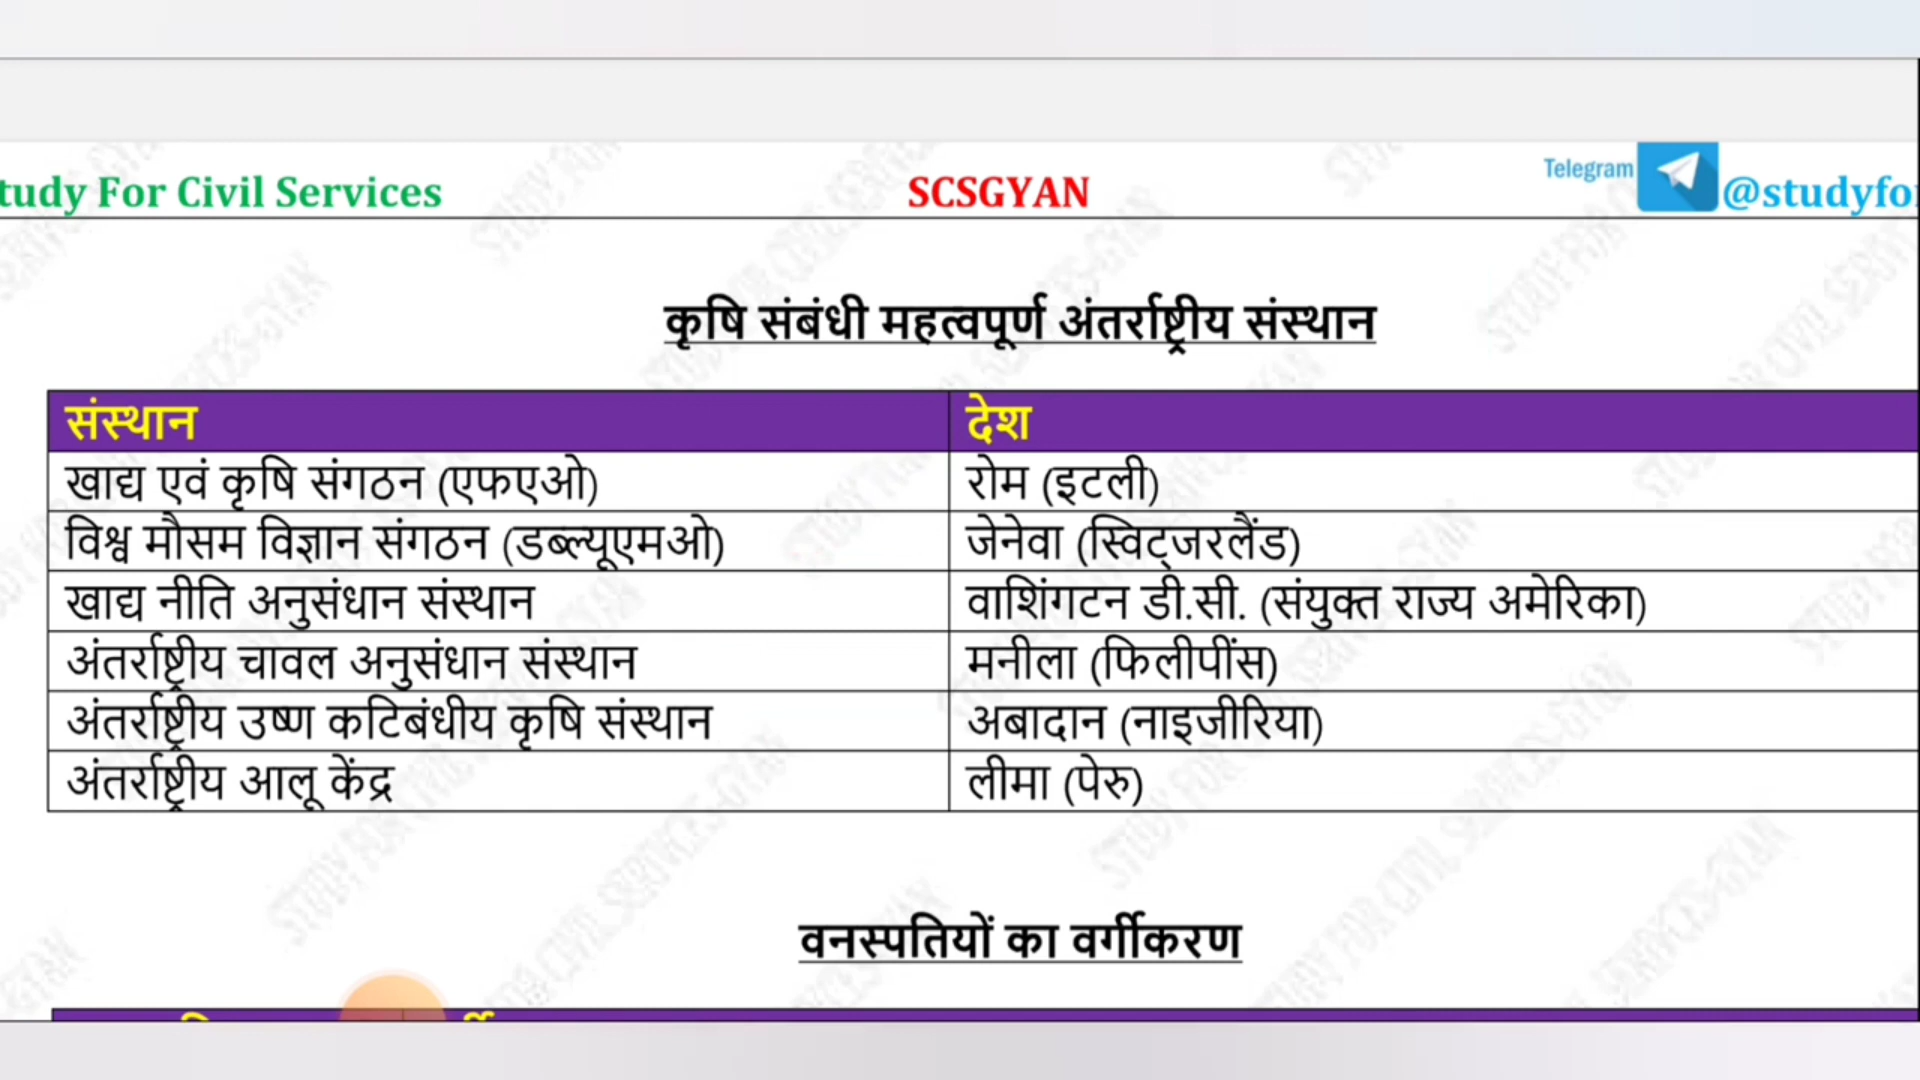 tudy For Civil Services SCSGYAN Telegram @studyfo
कृषि संबंधी महत्वपूर्ण अंतर्राष्ट्रीय संस्थान
संस्थान देश
खाद्य एवं कृषि संगठन (एफएओ) रोम (इटली)
विश्व मौसम विज्ञान संगठन (डब्ल्यूएमओ) जेनेवा (स्विट्जरलैंड)
खाद्य नीति अनुसंधान संस्थान वाशिंगटन डी.सी. (संयुक्त राज्य अमेरिका)
अंतर्राष्ट्रीय चावल अनुसंधान संस्थान मनीला (फिलीपींस)
अंतर्राष्ट्रीय उष्ण कटिबंधीय कृषि संस्थान अबादान (नाइजीरिया)
अंतर्राष्ट्रीय आलू केंद्र लीमा (पेरु)
वनस्पतियों का वर्गीकरण